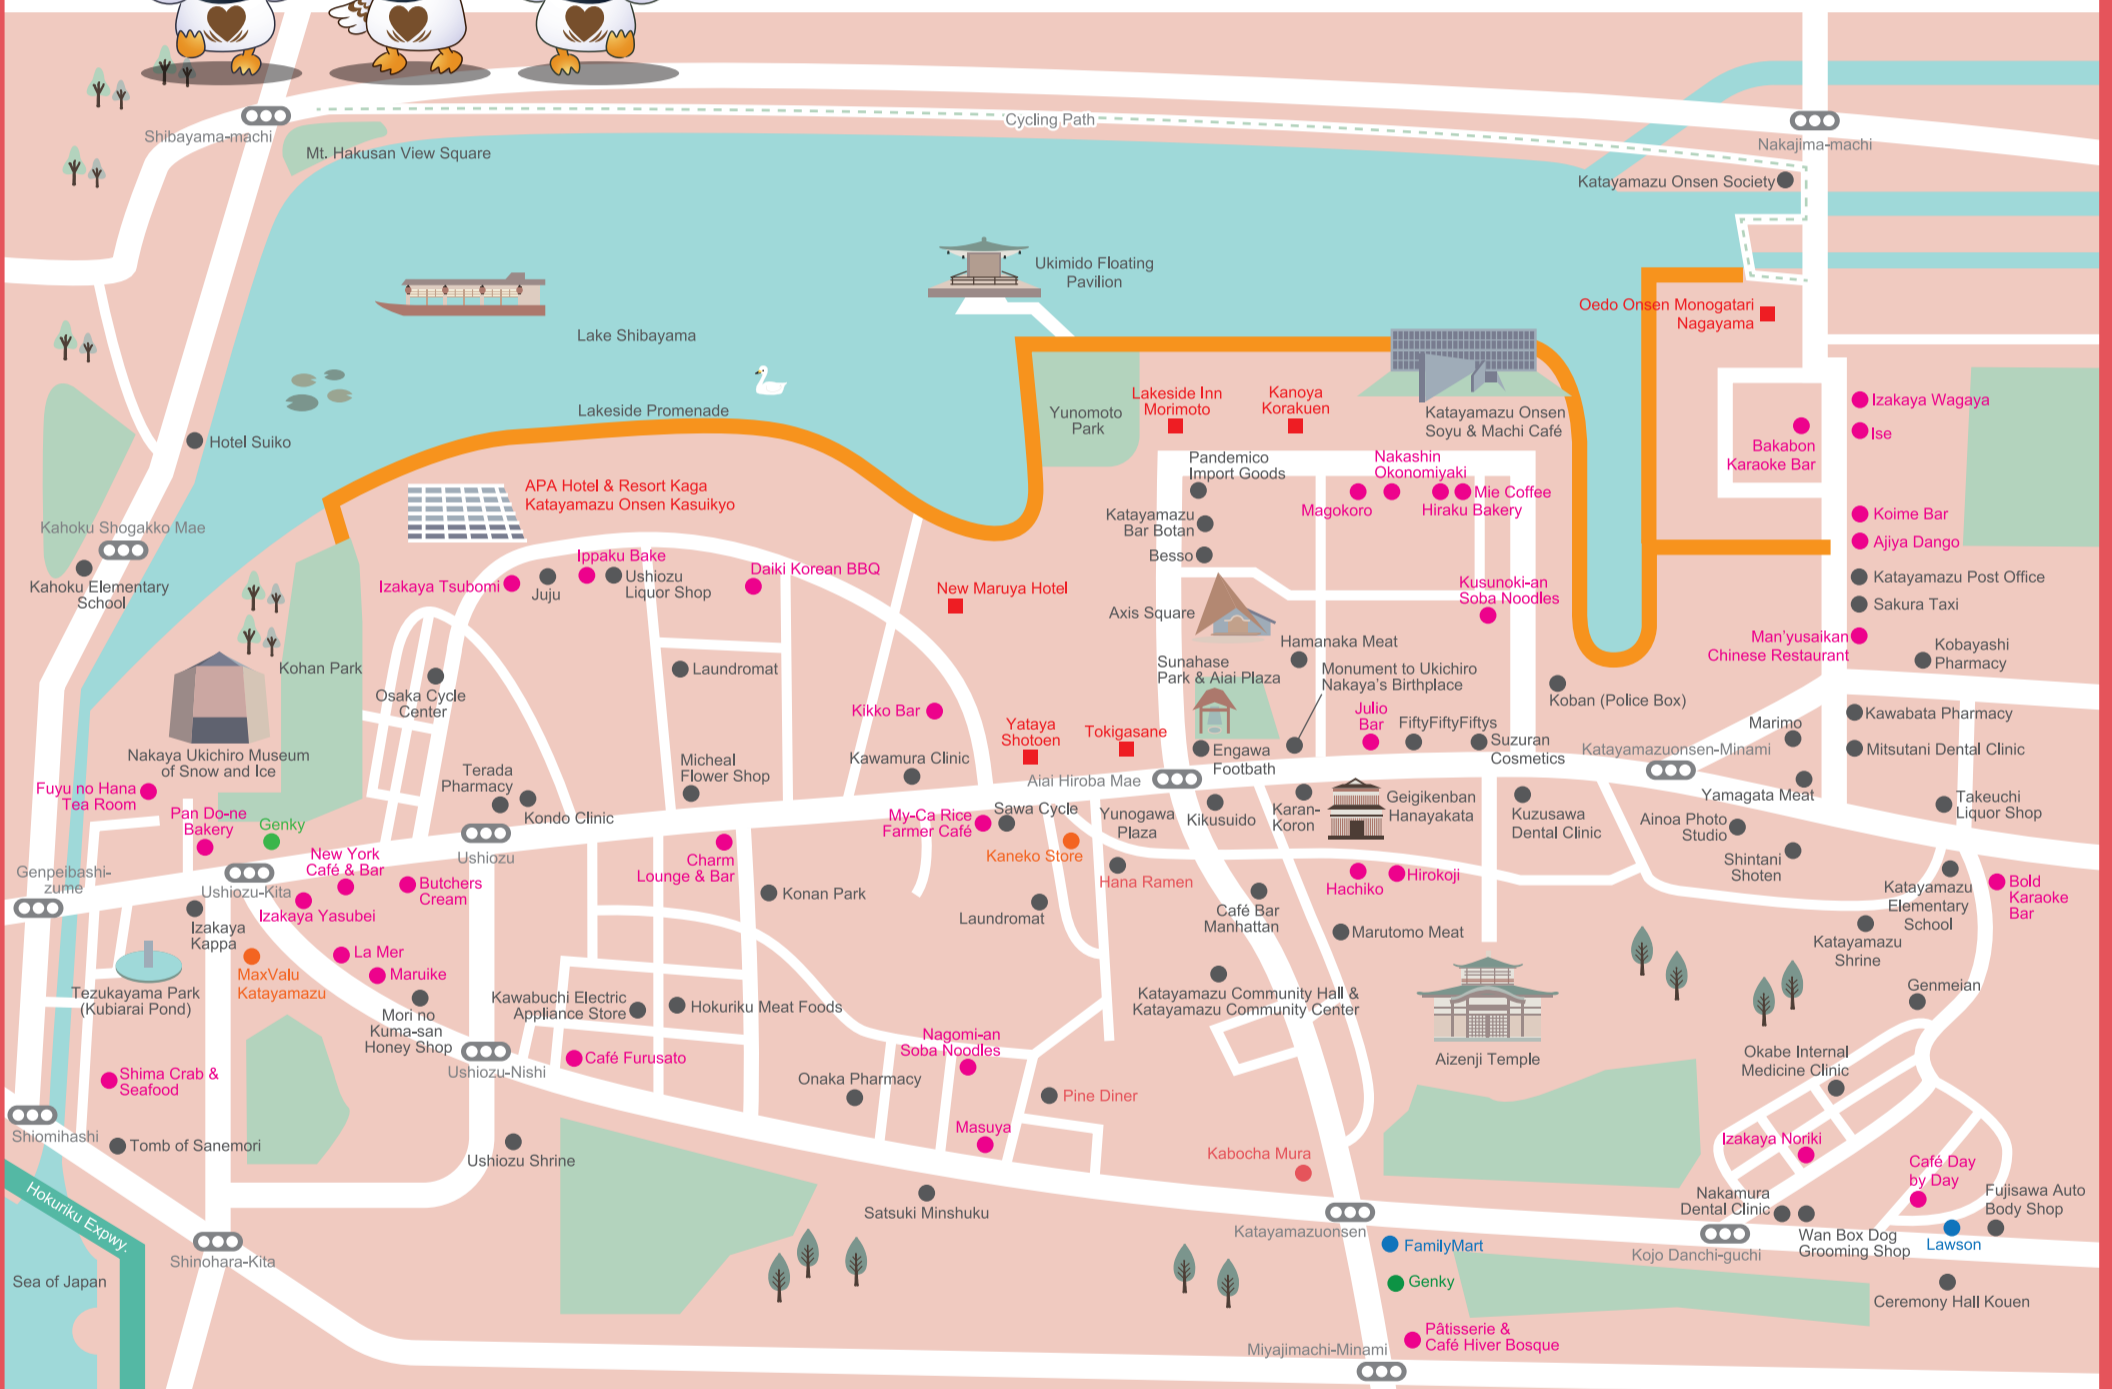 Shibayama-machi
Mt. Hakusan View Square
Cycling Path
Nakajima-machi
Katayamazu Onsen Society
Ukimido Floating
Pavilion
Lake Shibayama
Lakeside Promenade
Oedo Onsen Monogatari
Nagayama
Hotel Suiko
Kahoku Shogakko Mae
Kahoku Elementary
School
APA Hotel & Resort Kaga
Katayamazu Onsen Kasuikyo
Yunomoto
Park
Lakeside Inn
Morimoto
Kanoya
Korakuen
Katayamazu Onsen
Soyu & Machi Café
Izakaya Wagaya
Ise
Bakabon
Karaoke Bar
Pandemico
Import Goods
Nakashin
Okonomiyaki
Mie Coffee
Magokoro
Hiraku Bakery
Katayamazu
Bar Botan
Besso
Koime Bar
Ajiya Dango
Katayamazu Post Office
Sakura Taxi
Izakaya Tsubomi
Juju
Ippaku Bake
Ushiozu
Liquor Shop
Daiki Korean BBQ
New Maruya Hotel
Axis Square
Kusunoki-an
Soba Noodles
Hamanaka Meat
Man'yusaikan
Chinese Restaurant
Kobayashi
Pharmacy
Kohan Park
Osaka Cycle
Center
Laundromat
Sunahase
Park & Aiai Plaza
Monument to Ukichiro
Nakaya's Birthplace
Koban (Police Box)
Nakaya Ukichiro Museum
of Snow and Ice
Kikko Bar
Yataya
Shotoen
Tokigasane
Engawa
Footbath
Julio
Bar
FiftyFiftyFiftys
Suzuran
Cosmetics
Katayamazuonsen-Minami
Marimo
Kawabata Pharmacy
Mitsutani Dental Clinic
Fuyu no Hana
Tea Room
Pan Do-ne
Bakery
Genky
Terada
Pharmacy
Kondo Clinic
Micheal
Flower Shop
Kawamura Clinic
Aiai Hiroba Mae
Yamagata Meat
Takeuchi
Liquor Shop
My-Ca Rice
Farmer Café
Sawa Cycle
Yunogawa
Plaza
Kikusuido
Karan-
Koron
Geigikenban
Hanayakata
Kuzusawa
Dental Clinic
Ainoa Photo
Studio
Shintani
Shoten
Ushiozu
Kaneko Store
Hana Ramen
Genpeibashi-
zume
Ushiozu-Kita
New York
Café & Bar
Izakaya Yasubei
Butchers
Cream
Charm
Lounge & Bar
Konan Park
Laundromat
Café Bar
Manhattan
Hachiko
Hirokoji
Marutomo Meat
Katayamazu
Elementary
School
Bold
Karaoke
Bar
Katayamazu
Shrine
Izakaya
Kappa
MaxValu
Katayamazu
La Mer
Maruike
Tezukayama Park
(Kubiarai Pond)
Mori no
Kuma-san
Honey Shop
Kawabuchi Electric
Appliance Store
Hokuriku Meat Foods
Katayamazu Community Hall &
Katayamazu Community Center
Genmeian
Ushiozu-Nishi
Café Furusato
Nagomi-an
Soba Noodles
Aizenji Temple
Okabe Internal
Medicine Clinic
Shima Crab &
Seafood
Onaka Pharmacy
Pine Diner
Shiomihashi
Tomb of Sanemori
Ushiozu Shrine
Masuya
Kabocha Mura
Izakaya Noriki
Café Day
by Day
Hokuriku Expwy.
Satsuki Minshuku
Nakamura
Dental Clinic
Fujisawa Auto
Body Shop
Shinohara-Kita
Katayamazuonsen
FamilyMart
Kojo Danchi-guchi
Wan Box Dog
Grooming Shop
Lawson
Sea of Japan
Genky
Ceremony Hall Kouen
Miyajimachi-Minami
Pâtisserie &
Café Hiver Bosque